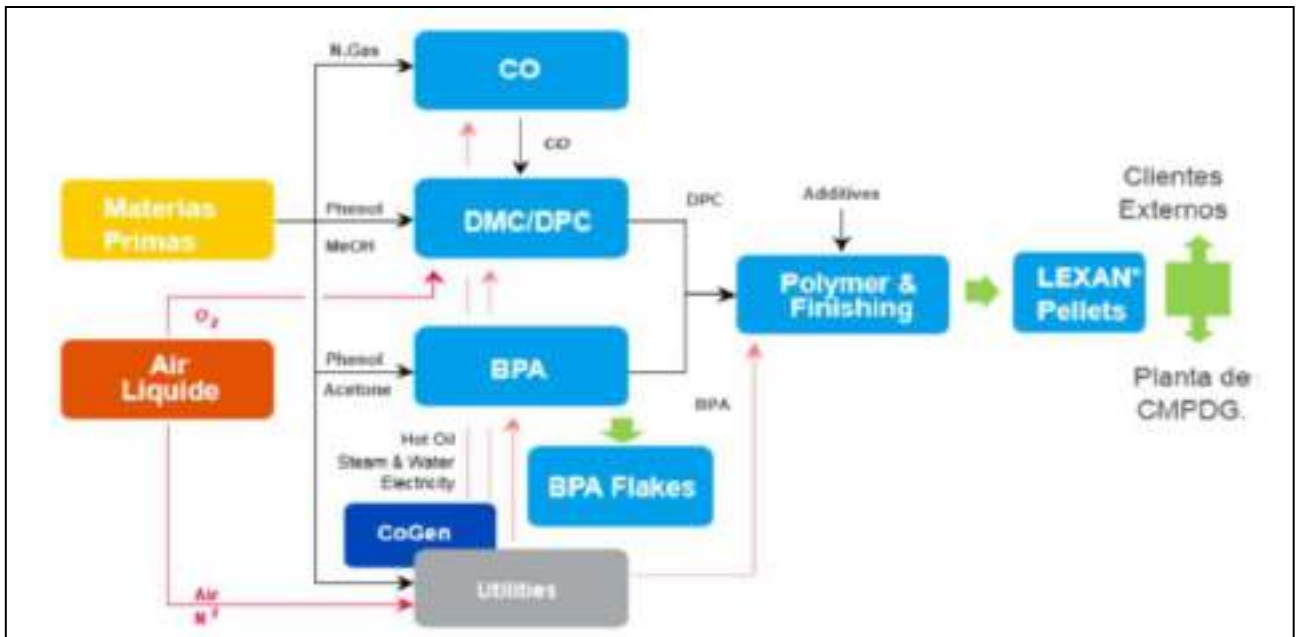 N.Gas
CO
CO
Materias
Primas
Phenol
MeOH
DMC/DPC
DPC
Additives
Clientes
Externos
Polymer &
Finishing
LEXAN*
Pellets
O2
Air
Liquide
Phenol
Acetone
BPA
BPA
Planta de
CMPDG.
Hot Oil
Steam & Water
Electricity
BPA Flakes
CoGen
Utilities
Air
N2